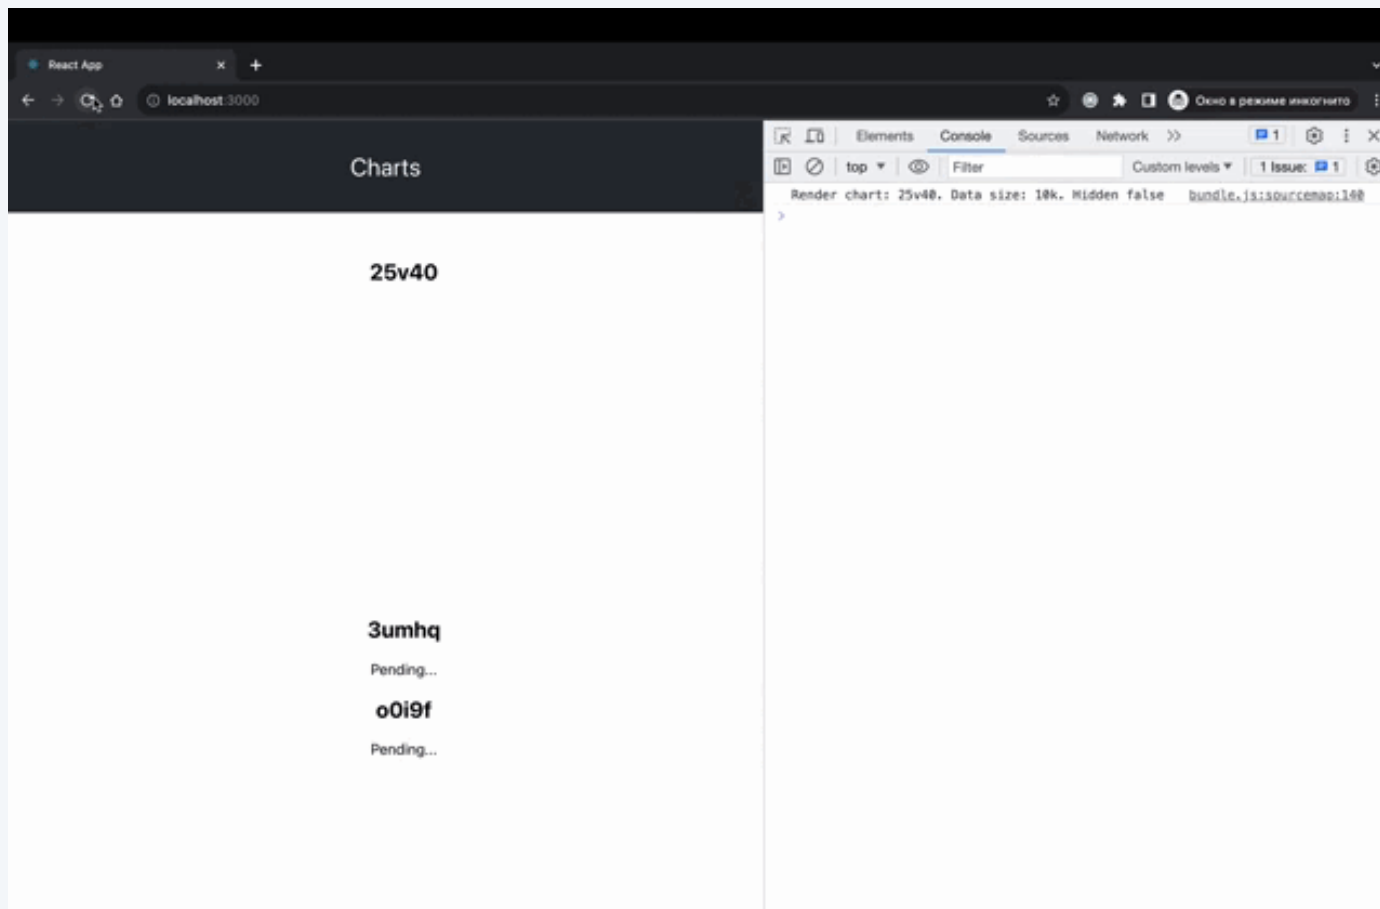 React App
localhost:3000
Окно в режиме инкогнито
Charts
25v40
3umhq
Pending...
o0i9f
Pending...
Elements Console Sources Network 1
top Filter Custom levels 1 Issue: 1
Render chart: 25v40. Data size: 10k. Hidden false bundle.js:sourcemap:140